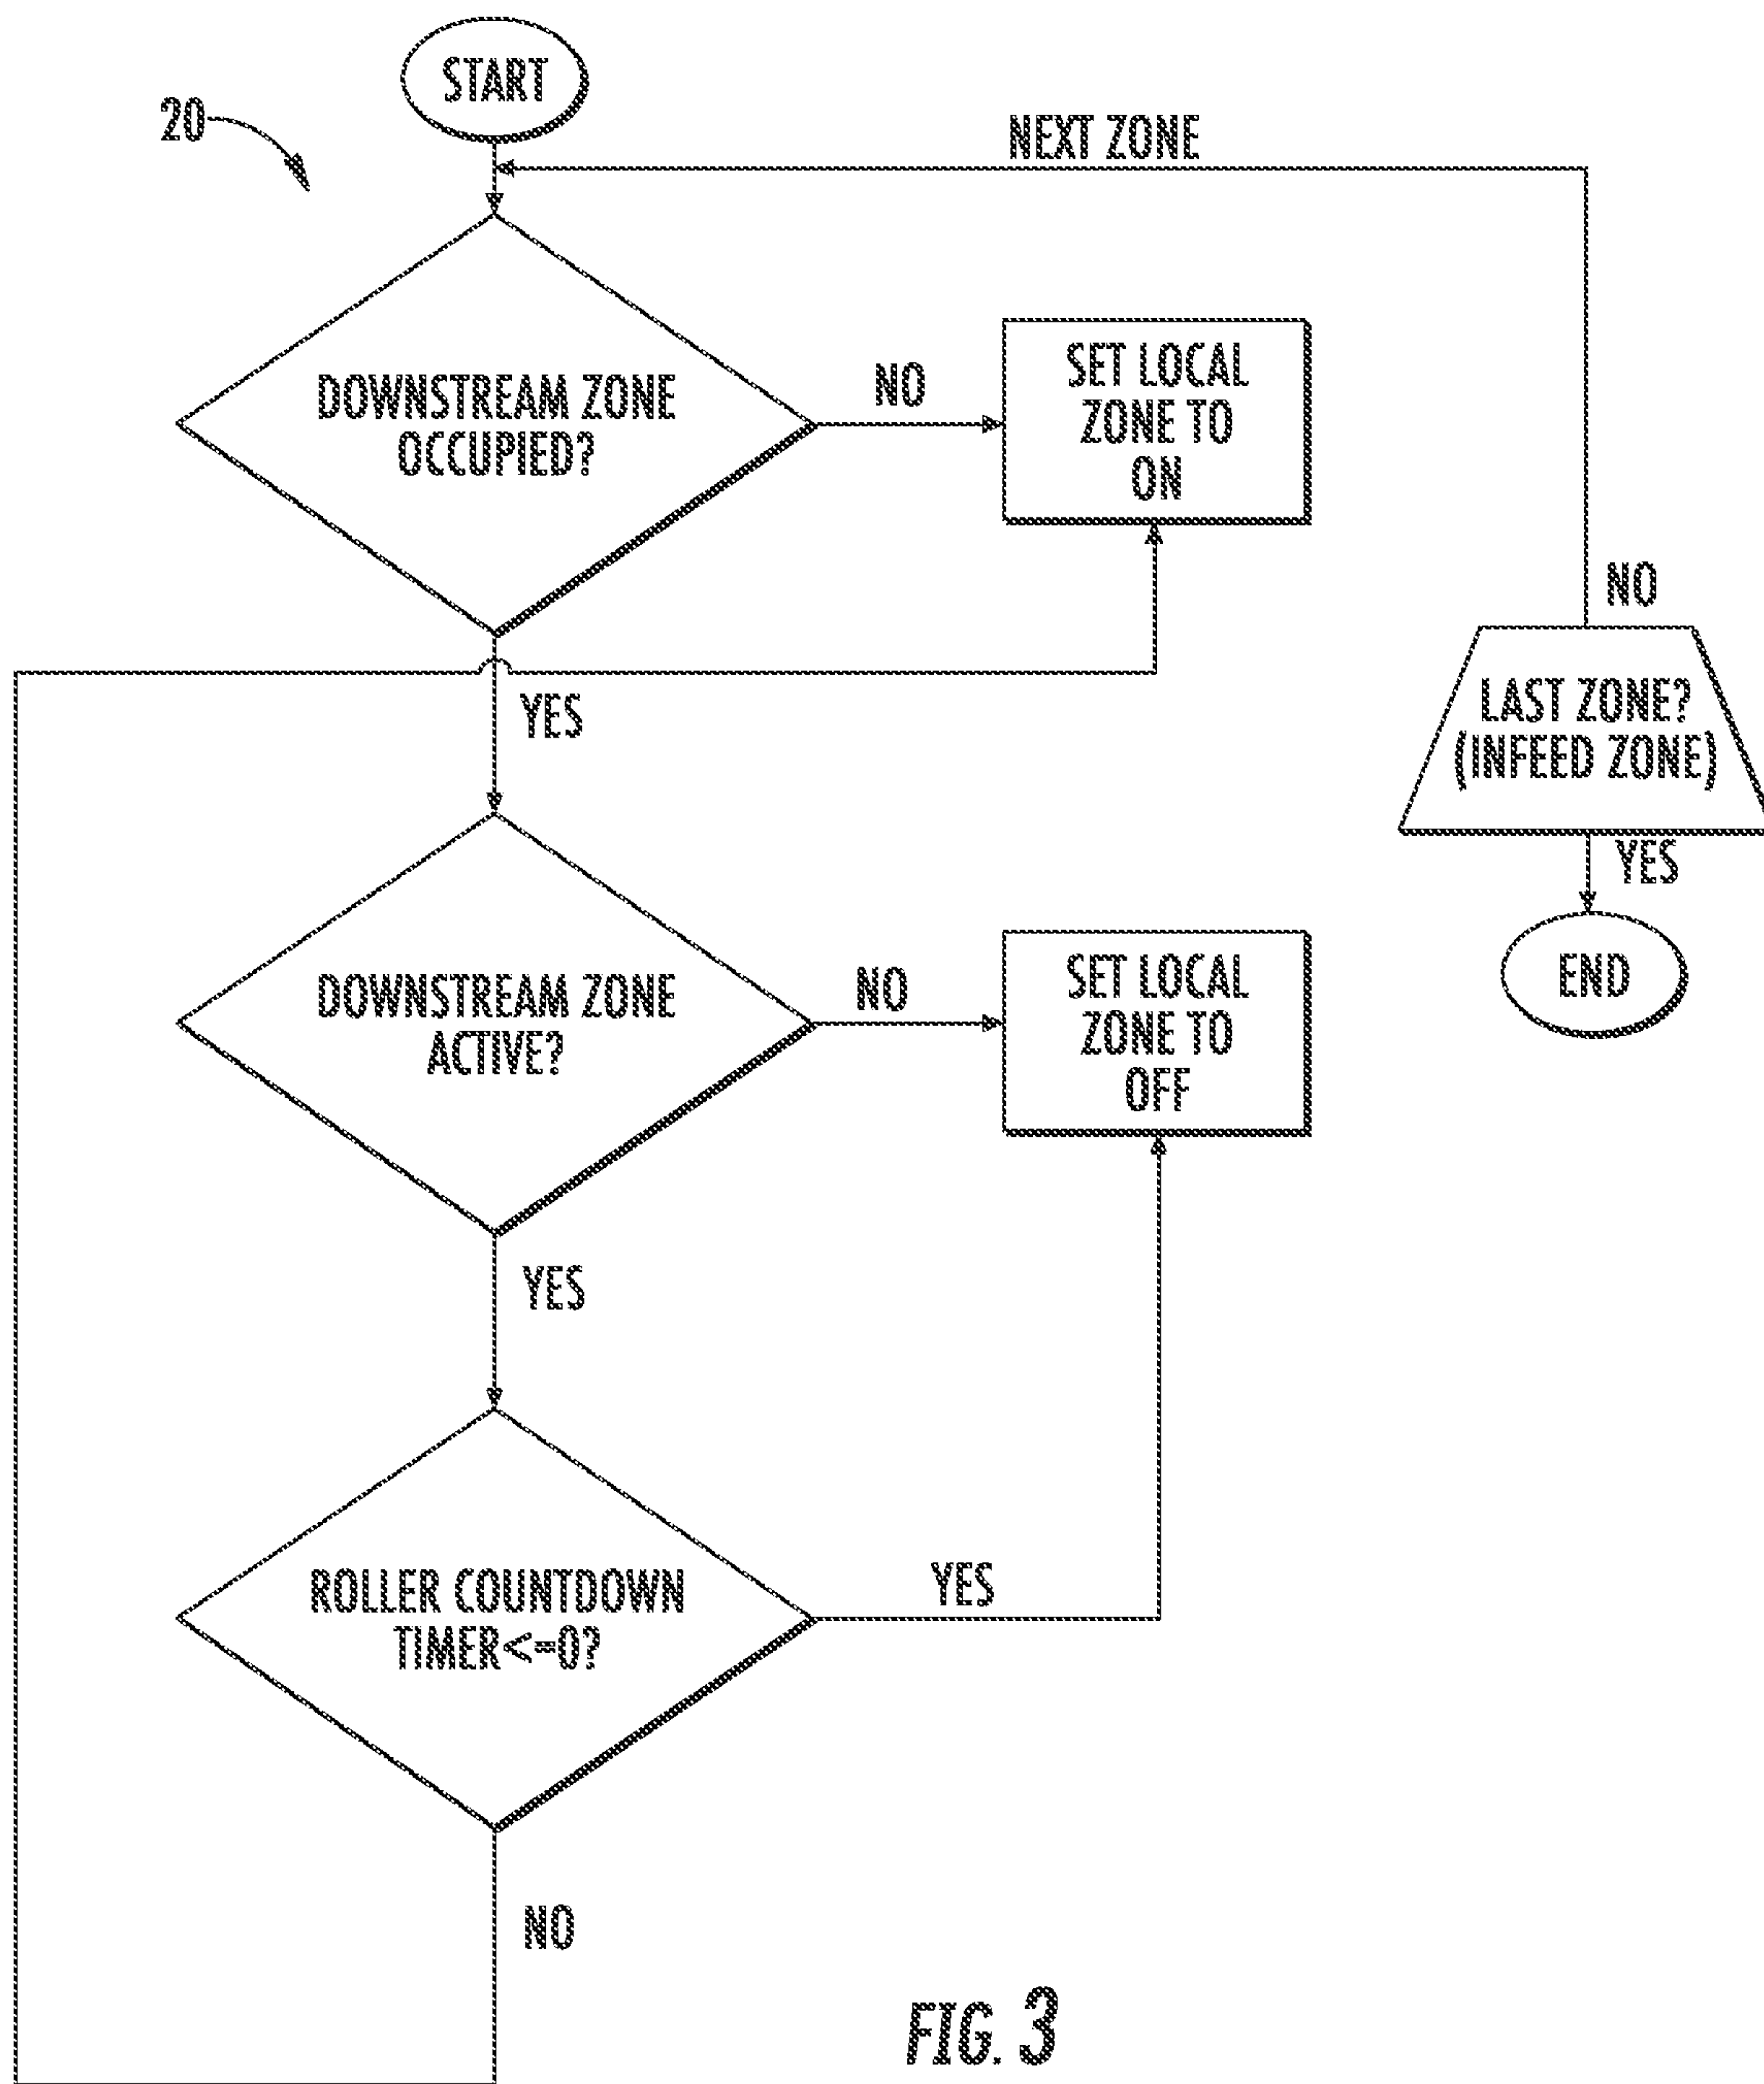 START
20
NEXT ZONE
DOWNSTREAM ZONE
OCCUPIED?
NO
SET LOCAL
ZONE TO
ON
NO
YES
LAST ZONE?
(INFEED ZONE)
YES
DOWNSTREAM ZONE
ACTIVE?
NO
SET LOCAL
ZONE TO
OFF
END
YES
ROLLER COUNTDOWN
TIMER<=0?
YES
NO
FIG. 3